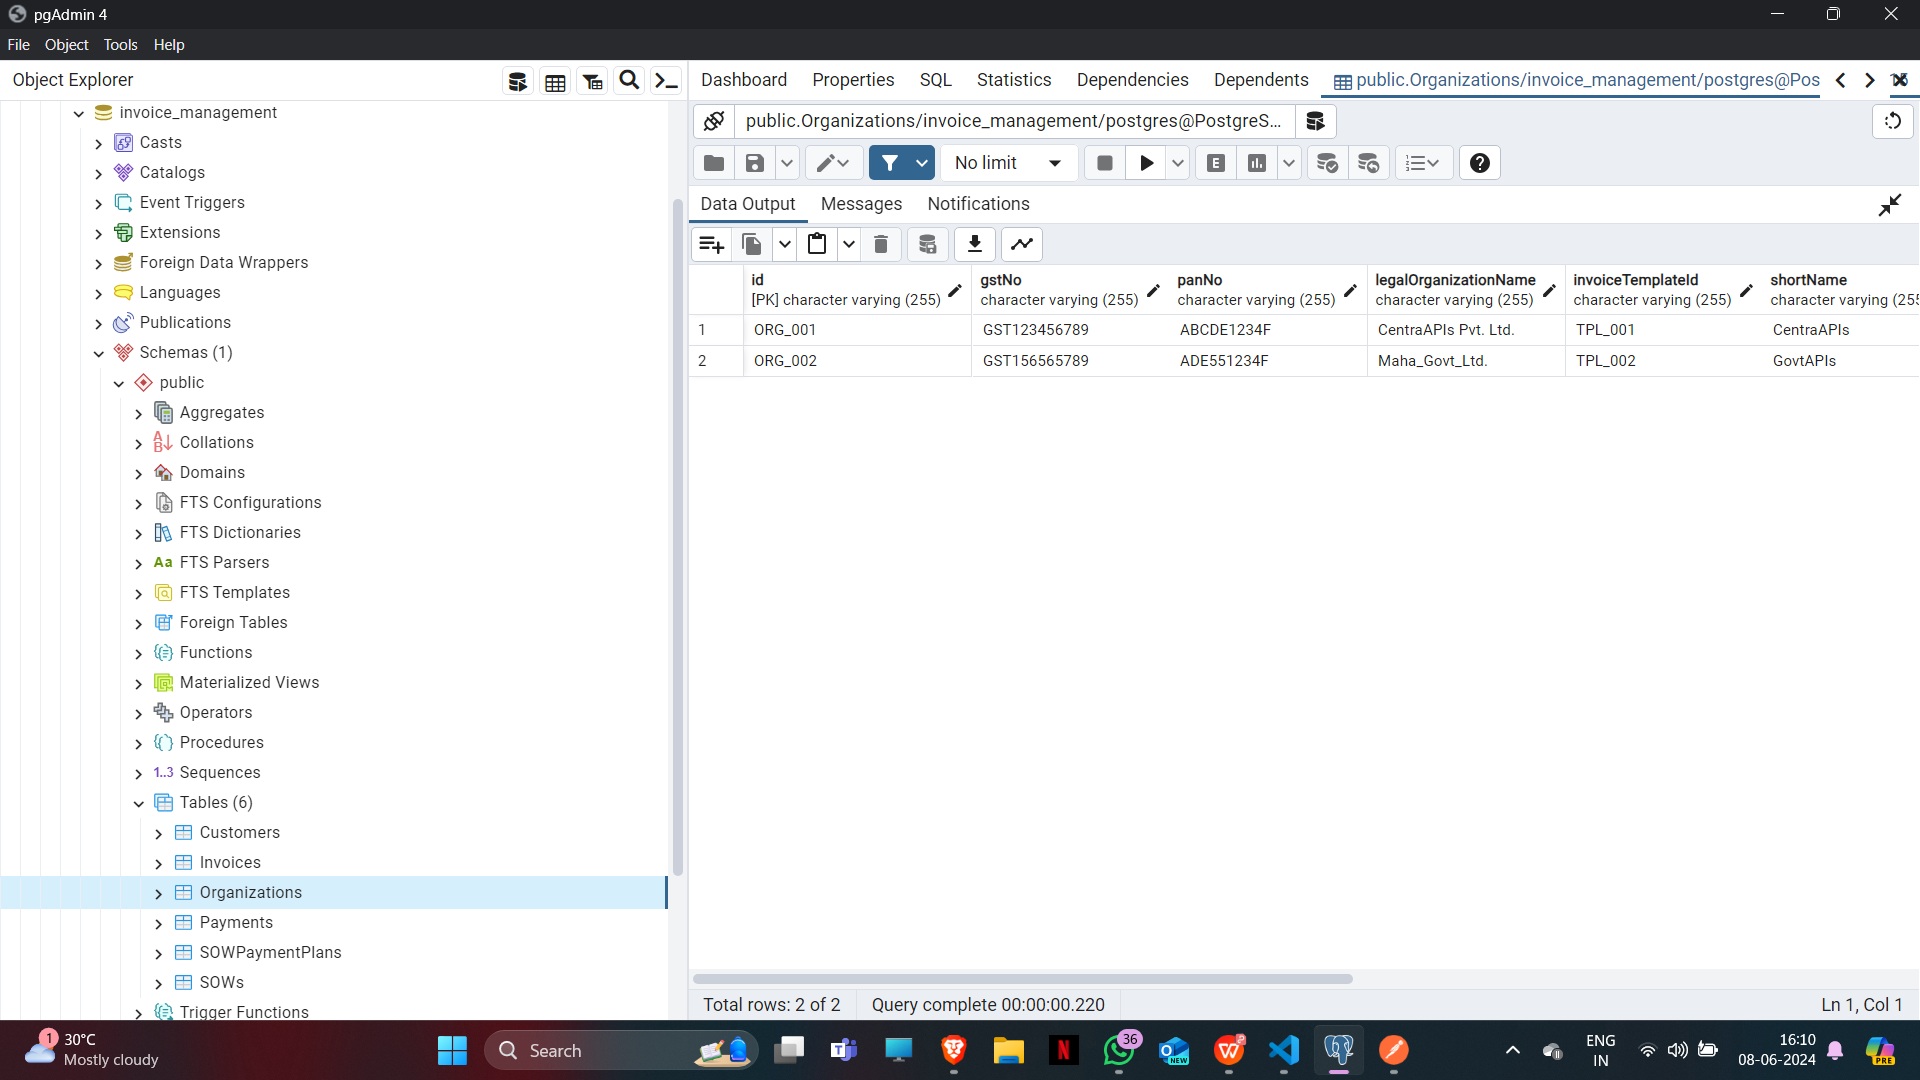 pgAdmin 4
File Object Tools Help
Object Explorer
invoice_management
Casts
Catalogs
Event Triggers
Extensions
Foreign Data Wrappers
Languages
Publications
Schemas (1)
public
Aggregates
Collations
Domains
FTS Configurations
FTS Dictionaries
Aa FTS Parsers
FTS Templates
Foreign Tables
Functions
Materialized Views
Operators
Procedures
1..3 Sequences
Tables (6)
Customers
Invoices
Organizations
Payments
SOWPaymentPlans
SOWs
Trigger Functions
Dashboard Properties SQL Statistics Dependencies Dependents public.Organizations/invoice_management/postgres@Pos
public.Organizations/invoice_management/postgres@PostgreS...
No limit
E
Data Output Messages Notifications
id gstNo panNo legalOrganizationName invoiceTemplateId shortName
[PK] character varying (255) character varying (255) character varying (255) character varying (255) character varying (255) character varying (255
1 ORG_001 GST123456789 ABCDE1234F CentraAPIs Pvt. Ltd. TPL_001 CentraAPIs
2 ORG_002 GST156565789 ADE551234F Maha_Govt_Ltd. TPL_002 GovtAPIs
Total rows: 2 of 2 Query complete 00:00:00.220 Ln 1, Col 1
1 30°C
Mostly cloudy
Search
36
NEW
ENG
IN
16:10
08-06-2024
PRE